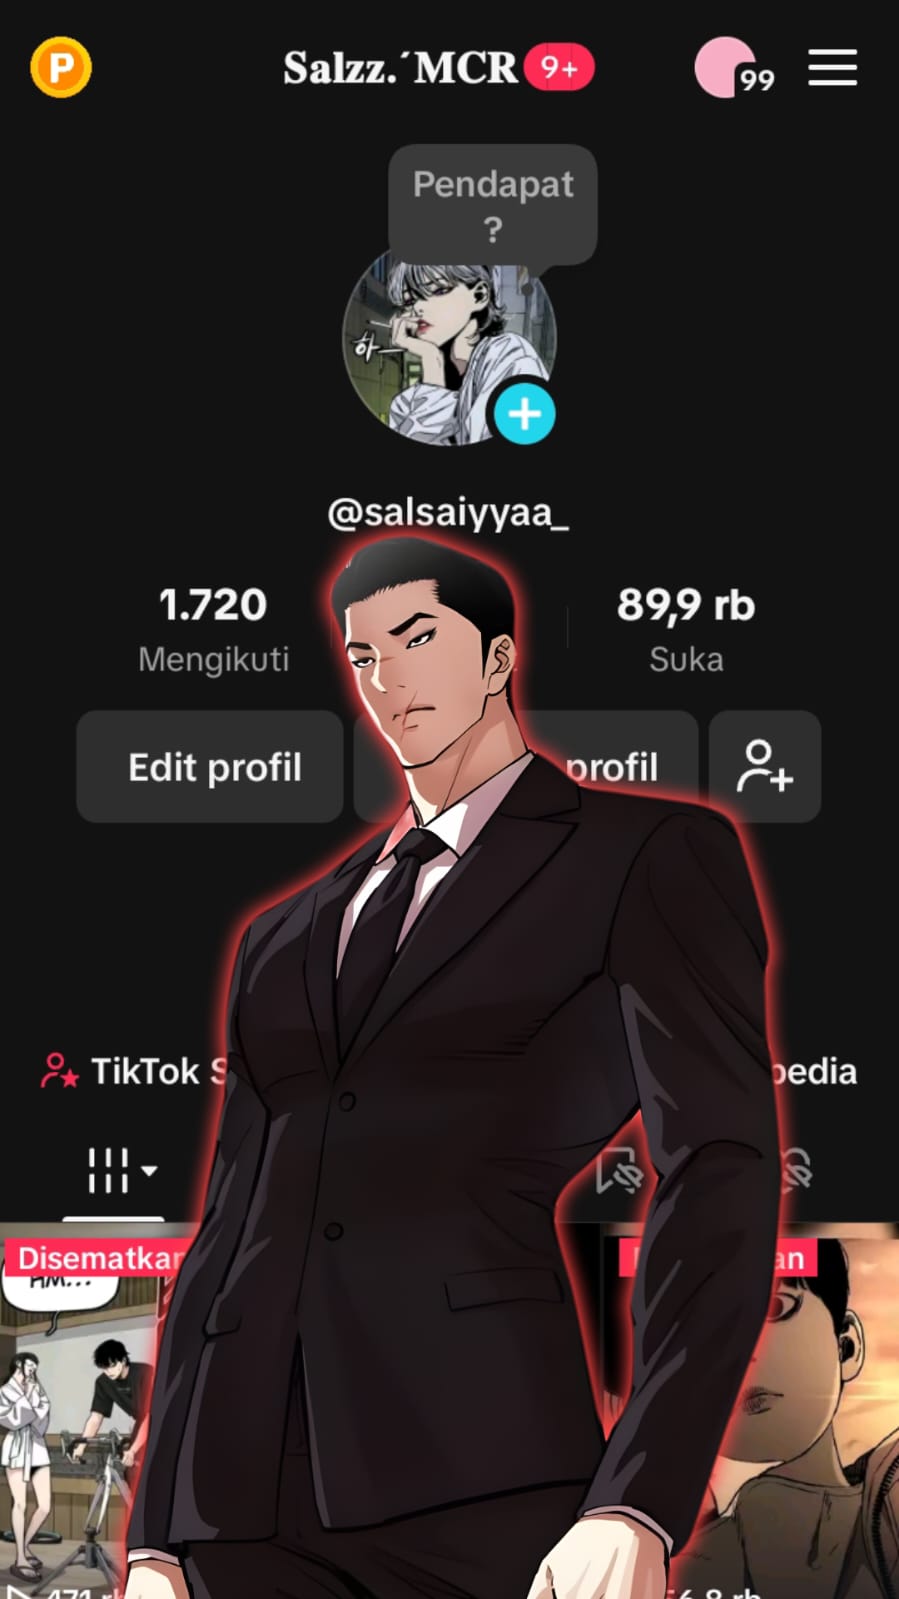 P
Salzz.´MCR 9+
99
Pendapat
?
하
@salsaiyyaa_
1.720
89,9 rb
Mengikuti
Suka
Edit profil
profil
TikTok S
pedia
Disematkan
an